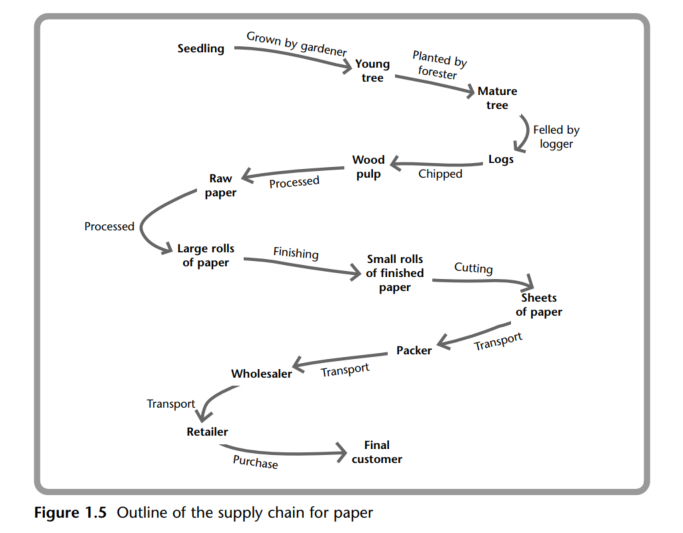 Seedling
Grown by gardener
Young
tree
Planted by
forester
Mature
tree
Felled by
logger
Logs
Chipped
Wood
pulp
Processed
Raw
paper
Processed
Large rolls
of paper
Finishing
Small rolls
of finished
paper
Cutting
Sheets
of paper
Transport
Packer
Transport
Wholesaler
Transport
Retailer
Purchase
Final
customer
Figure 1.5 Outline of the supply chain for paper